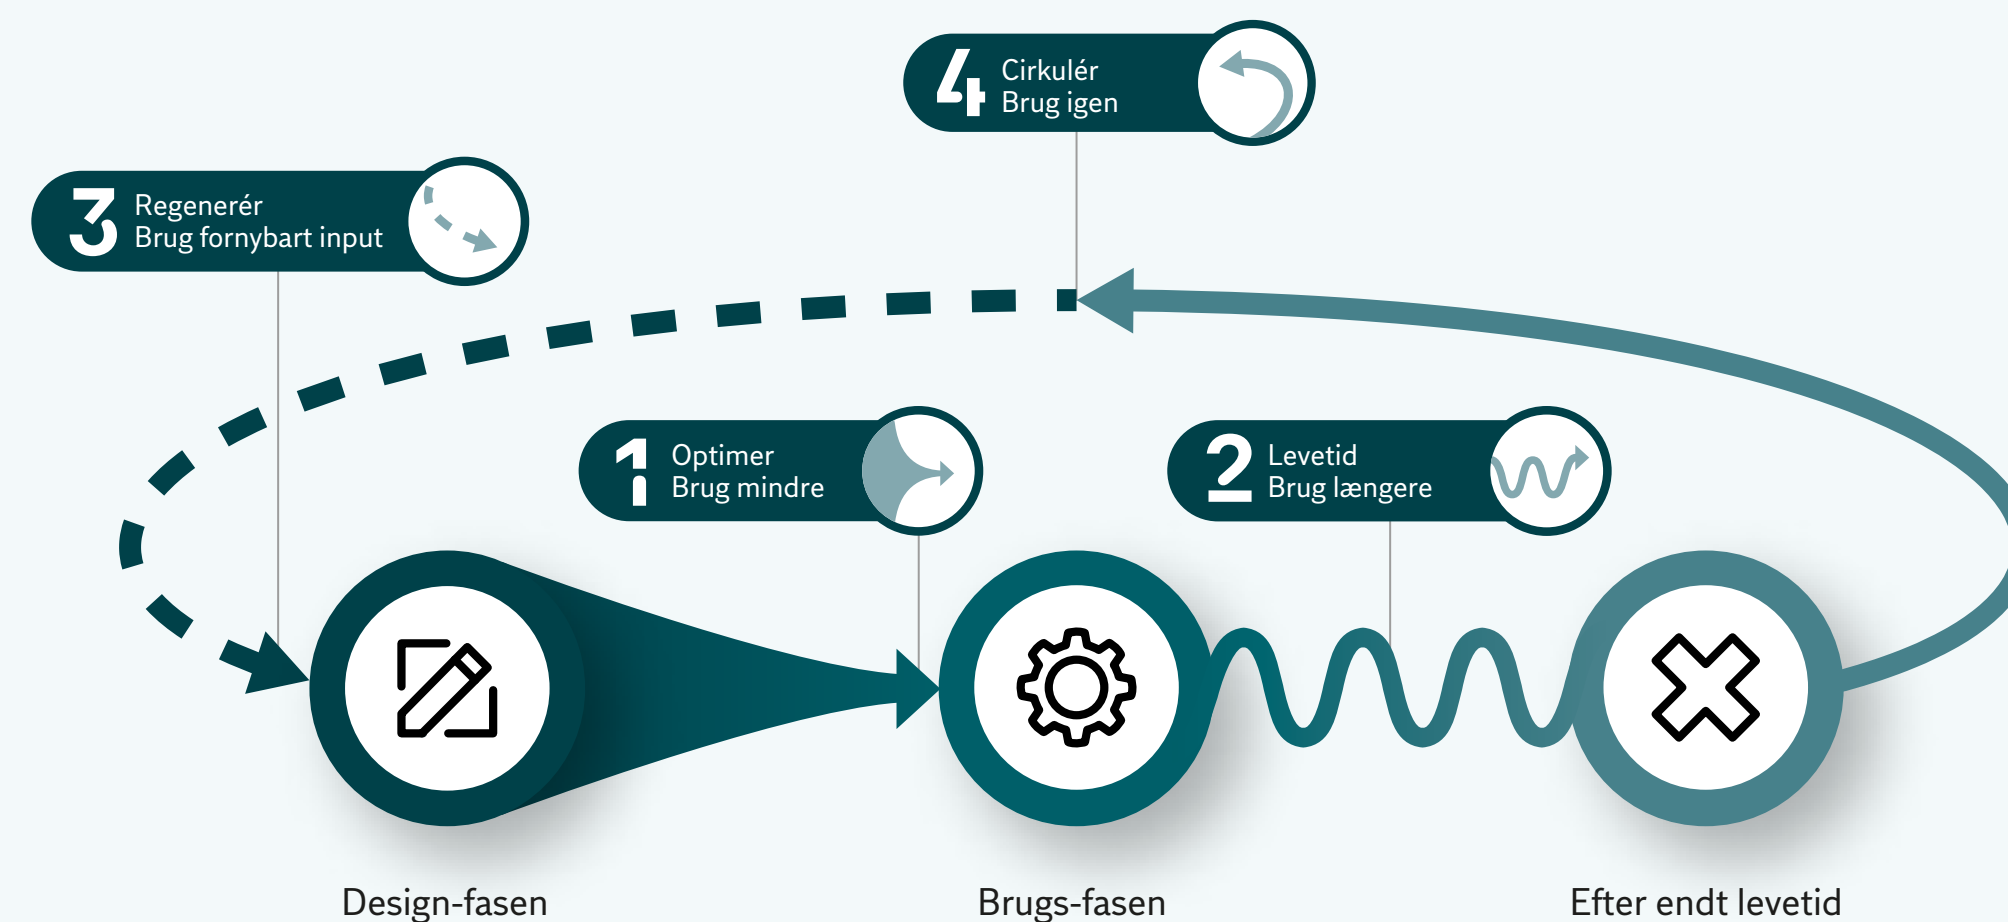 4 Cirkulér
Brug igen
3 Regenerér
Brug fornybart input
1 Optimer
Brug mindre
2 Levetid
Brug længere
Design-fasen
Brugs-fasen
Efter endt levetid